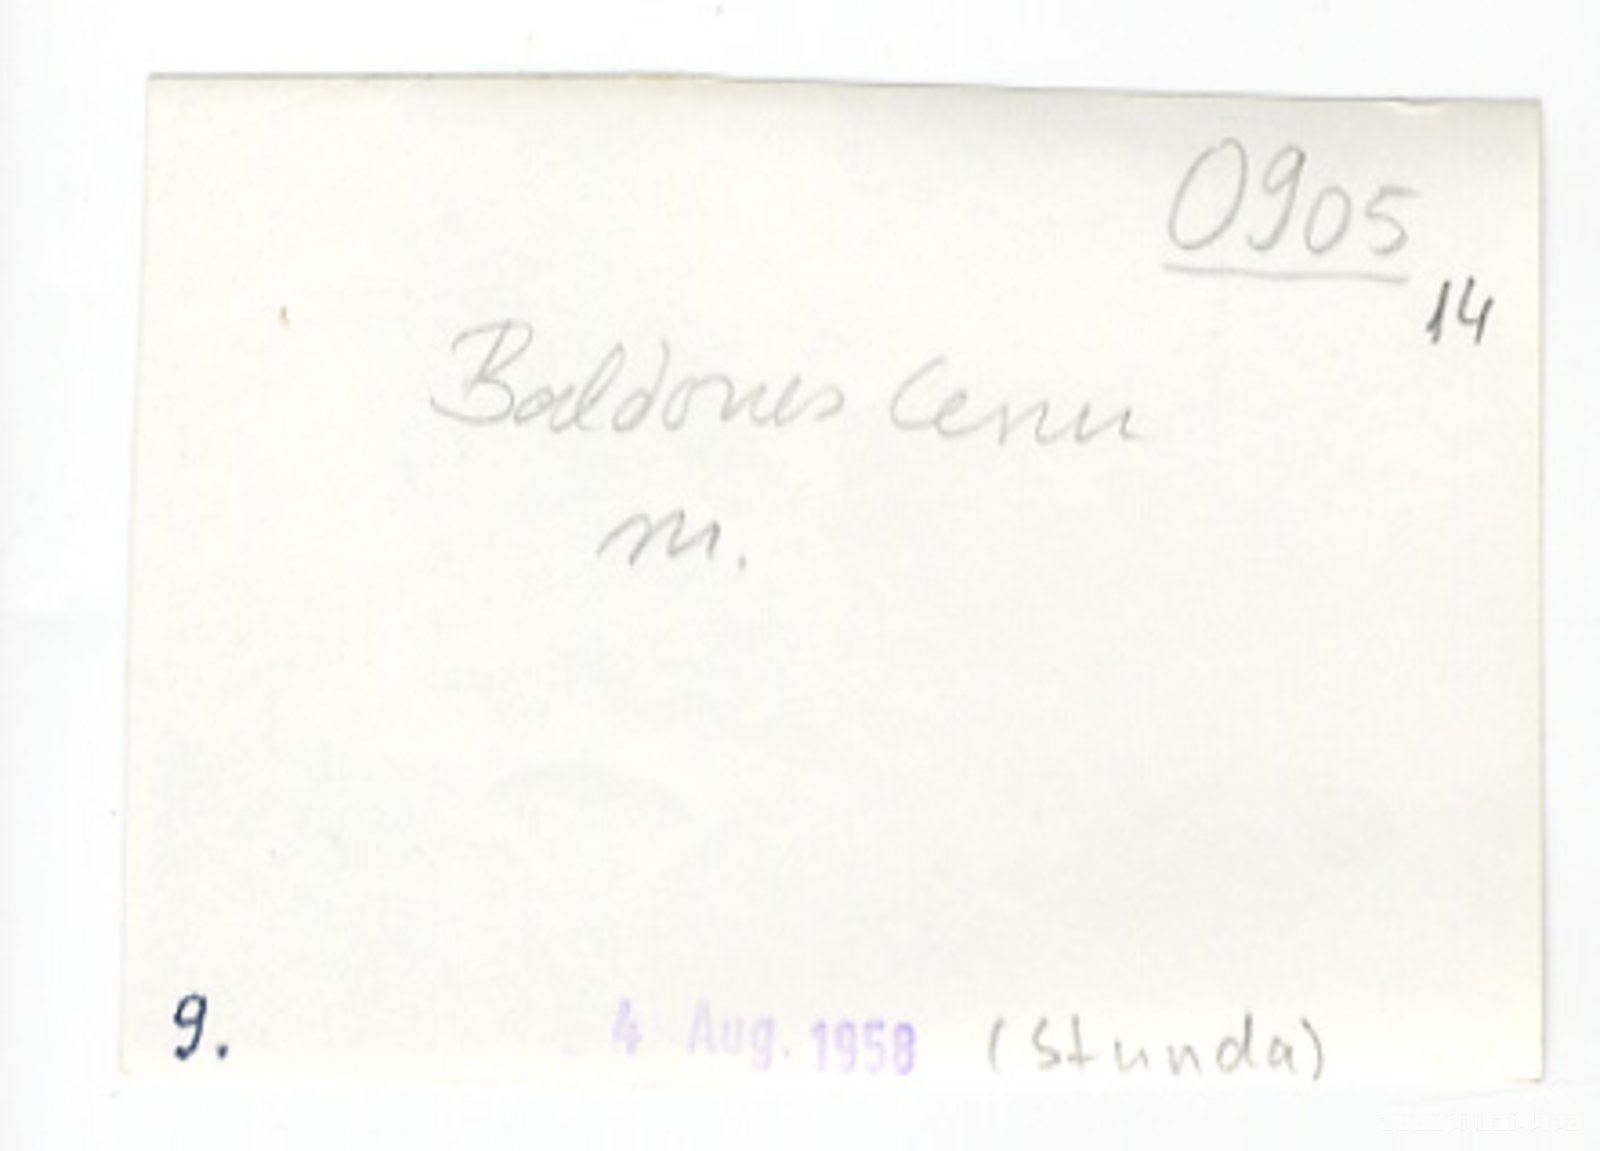 0905
14
Baldones Cenu
m.
9.
4 Aug. 1958 (Stunda)